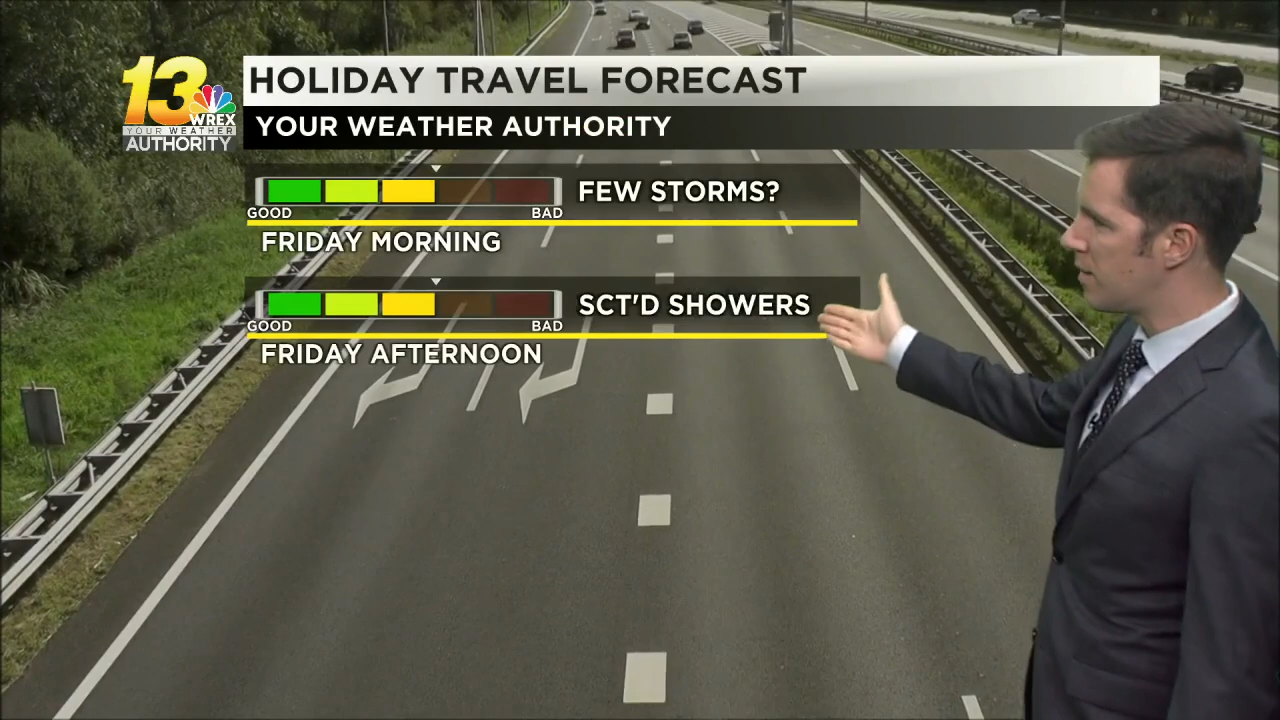 13
WREX
YOUR WEATHER
AUTHORITY
HOLIDAY TRAVEL FORECAST
YOUR WEATHER AUTHORITY
FEW STORMS?
GOOD BAD
FRIDAY MORNING
SCT'D SHOWERS
GOOD BAD
FRIDAY AFTERNOON